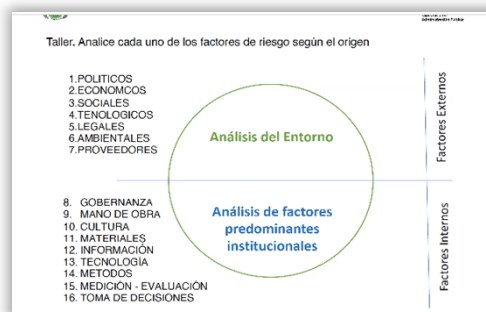 Taller. Analice cada uno de los factores de riesgo según el origen
1.POLITICOS
2.ECONOMCOS
3.SOCIALES
4.TENOLOGICOS
5.LEGALES
6.AMBIENTALES
7.PROVEEDORES
Análisis del Entorno
Factores Externos
8. GOBERNANZA
9. MANO DE OBRA
10. CULTURA
11. MATERIALES
12. INFORMACIÓN
13. TECNOLOGÍA
14. METODOS
15. MEDICIÓN - EVALUACIÓN
16. TOMA DE DECISIONES
Análisis de factores
predominantes
institucionales
Factores Internos